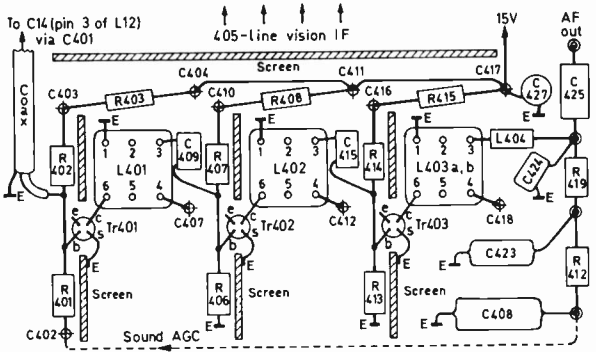 To C14 (pin 3 of L12)
via C401
405-line vision IF
15V
AF
out
Screen
C403
C404
C410
C411
C416
C417
C
427
E
C
425
Coax
R403
R408
R415
E
E
E
R
402
1
2
3
L401
6
5
4
C
409
R
407
1
2
3
L402
6
5
4
C
415
R
414
1
2
3
L403a,b
6
5
4
L404
C424
E
R
419
E
C407
C412
C418
e
c
b
s
Tr401
e
c
b
s
Tr402
e
c
b
s
Tr403
E
E
E
E
C423
R
412
R
401
Screen
R
406
E
Screen
R
413
E
Screen
E
C408
C402
Sound AGC